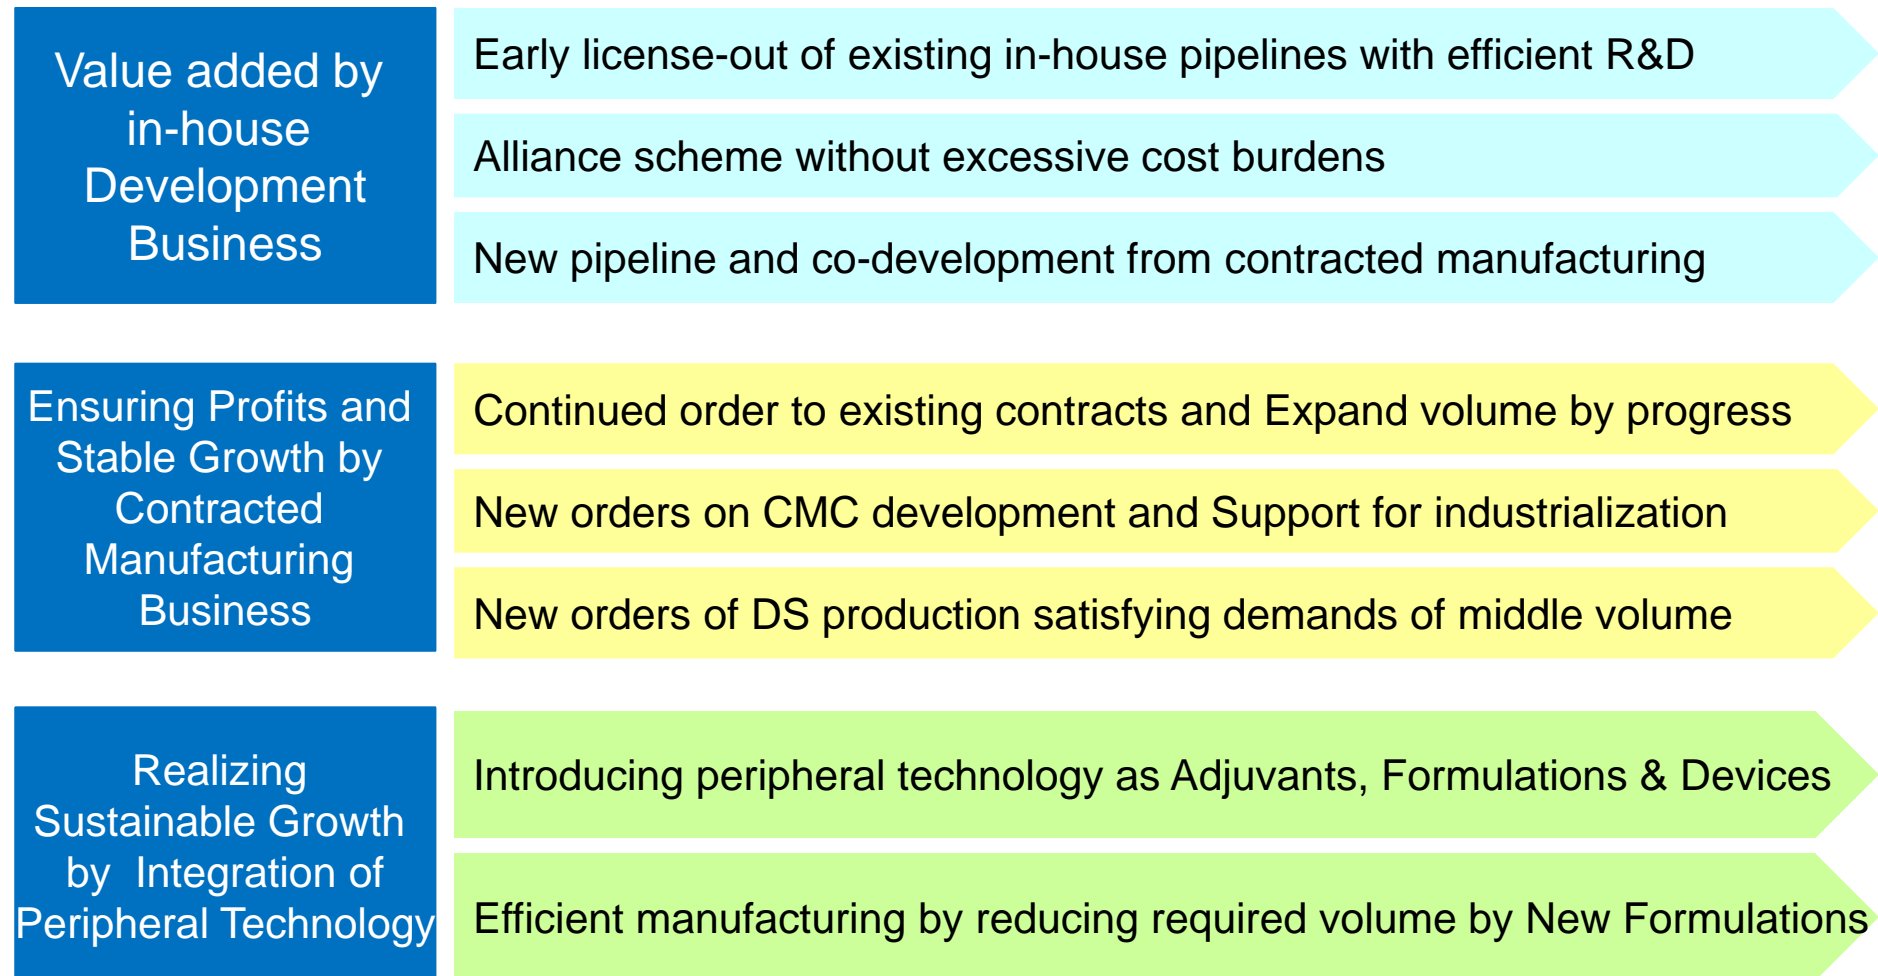 Value added by
in-house
Development
Business
Early license-out of existing in-house pipelines with efficient R&D
Alliance scheme without excessive cost burdens
New pipeline and co-development from contracted manufacturing
Ensuring Profits and
Stable Growth by
Contracted
Manufacturing
Business
Continued order to existing contracts and Expand volume by progress
New orders on CMC development and Support for industrialization
New orders of DS production satisfying demands of middle volume
Realizing
Sustainable Growth
by  Integration of
Peripheral Technology
Introducing peripheral technology as Adjuvants, Formulations & Devices
Efficient manufacturing by reducing required volume by New Formulations